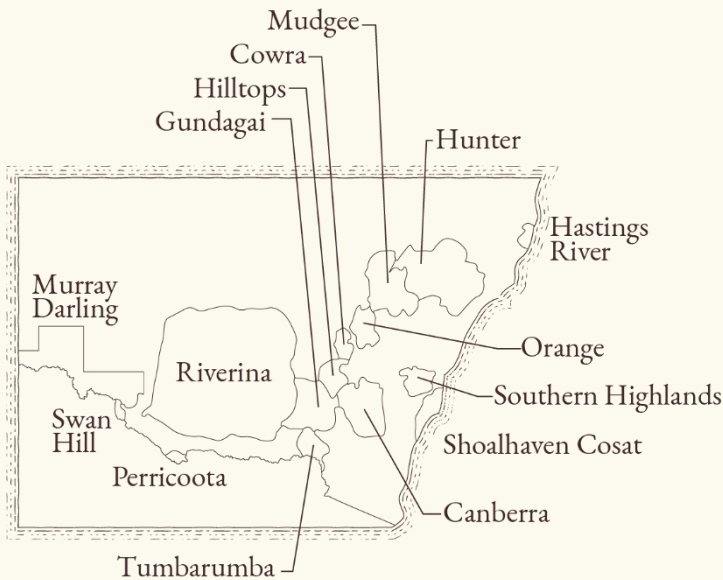 Mudgee
Cowra
Hilltops
Gundagai
Hunter
Hastings
River
Murray
Darling
Riverina
Orange
Southern Highlands
Swan
Hill
Shoalhaven Cosat
Perricoota
Canberra
Tumbarumba